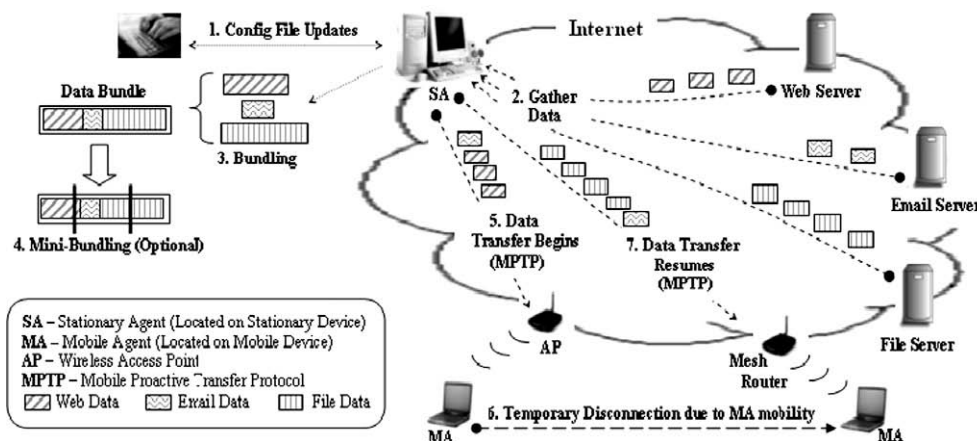 1. Config File Updates
Internet
Data Bundle
SA
2. Gather
Data
Web Server
3. Bundling
Email Server
4. Mini-Bundling (Optional)
5. Data
Transfer Begins
(MPTP)
7. Data Transfer
Resumes
(MPTP)
File Server
SA – Stationary Agent (Located on Stationary Device)
MA – Mobile Agent (Located on Mobile Device)
AP – Wireless Access Point
MPTP – Mobile Proactive Transfer Protocol
Web Data
Email Data
File Data
AP
Mesh
Router
MA
6. Temporary Disconnection due to MA mobility
MA